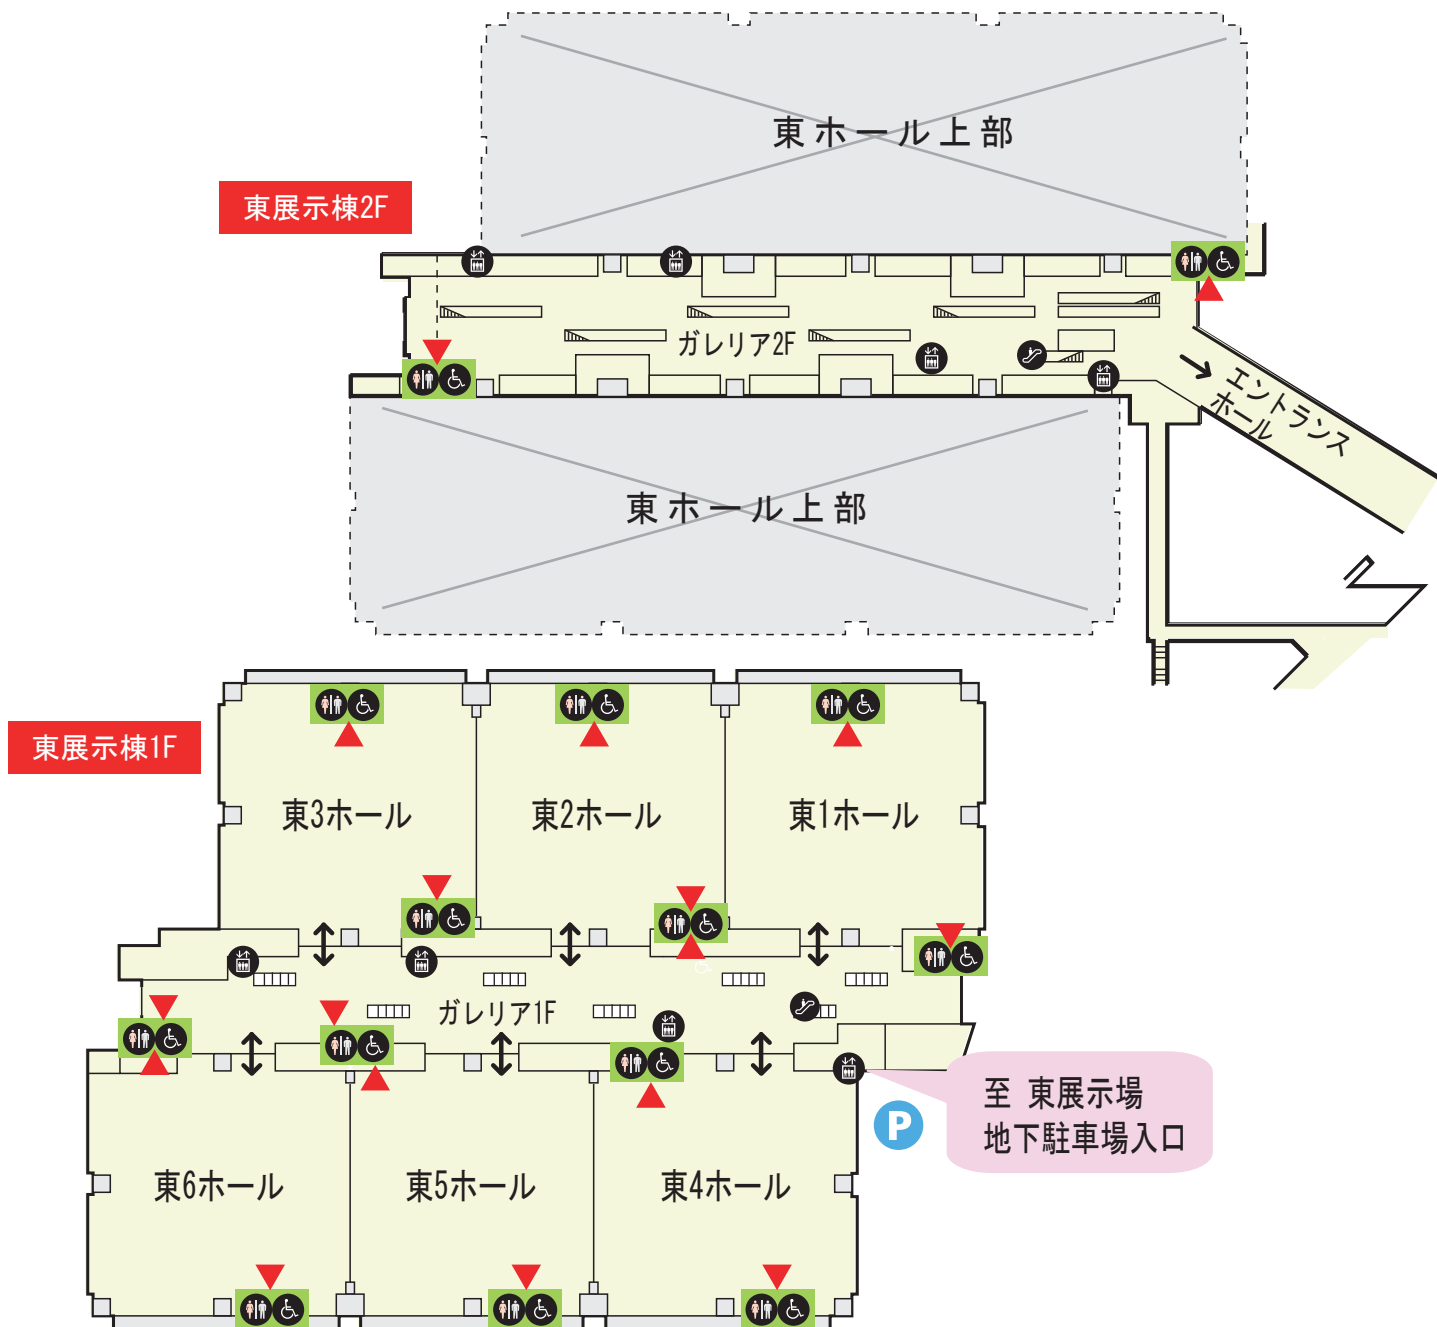 東ホール上部
東展示棟2F
ガレリア2F
エントランス
ホール
東ホール上部
東展示棟1F
東3ホール
東2ホール
東1ホール
ガレリア1F
至 東展示場
地下駐車場入口
P
東6ホール
東5ホール
東4ホール